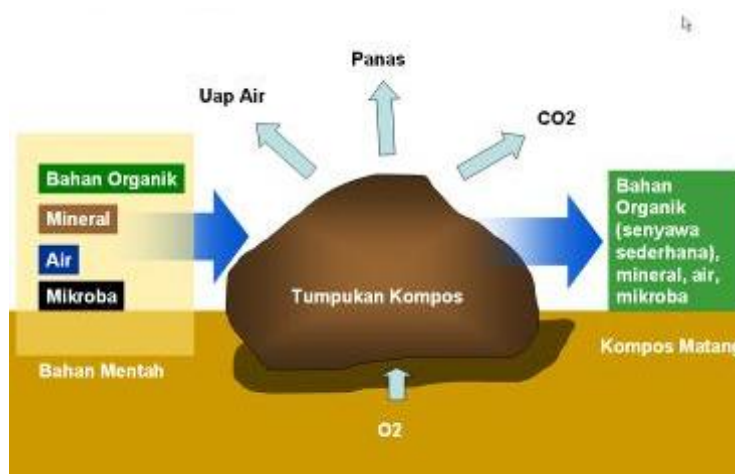 Panas
Uap Air
CO2
Bahan Organik
Mineral
Air
Mikroba
Bahan Mentah
Tumpukan Kompos
O2
Bahan
Organik
(senyawa
sederhana),
mineral, air,
mikroba
Kompos Matang